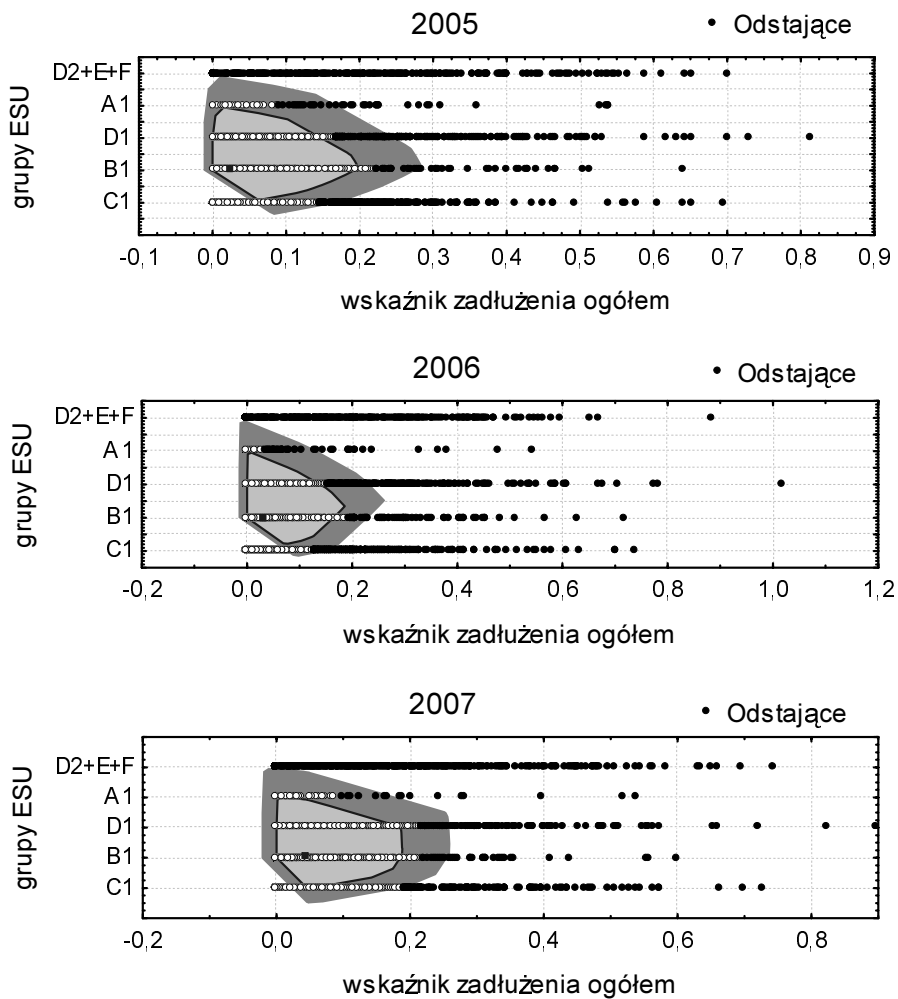 2005
Odstające
grupy ESU
D2+E+F
A1
D1
B1
C1
-0,1 0,0 0,1 0,2 0,3 0,4 0,5 0,6 0,7 0,8 0,9
wskaźnik zadłużenia ogółem
2006
Odstające
grupy ESU
D2+E+F
A1
D1
B1
C1
-0,2 0,0 0,2 0,4 0,6 0,8 1,0 1,2
wskaźnik zadłużenia ogółem
2007
Odstające
grupy ESU
D2+E+F
A1
D1
B1
C1
-0,2 0,0 0,2 0,4 0,6 0,8
wskaźnik zadłużenia ogółem